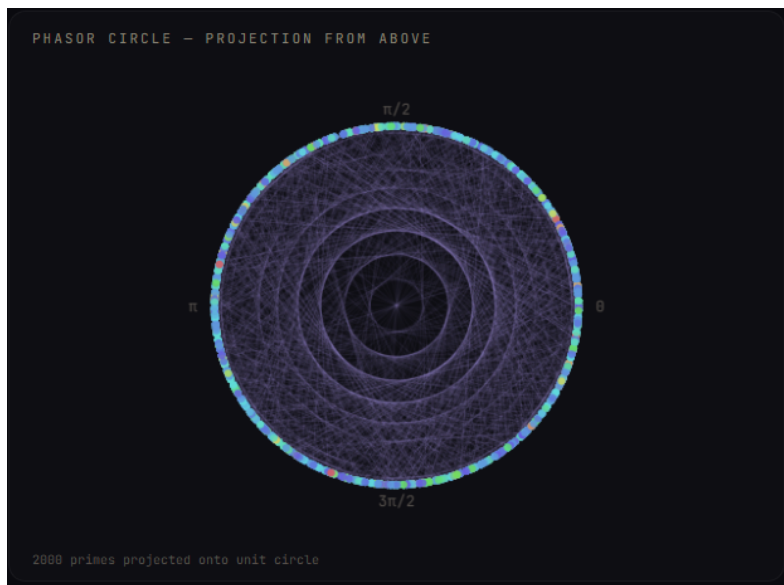 PHASOR CIRCLE — PROJECTION FROM ABOVE
π/2
π
0
3π/2
2000 primes projected onto unit circle